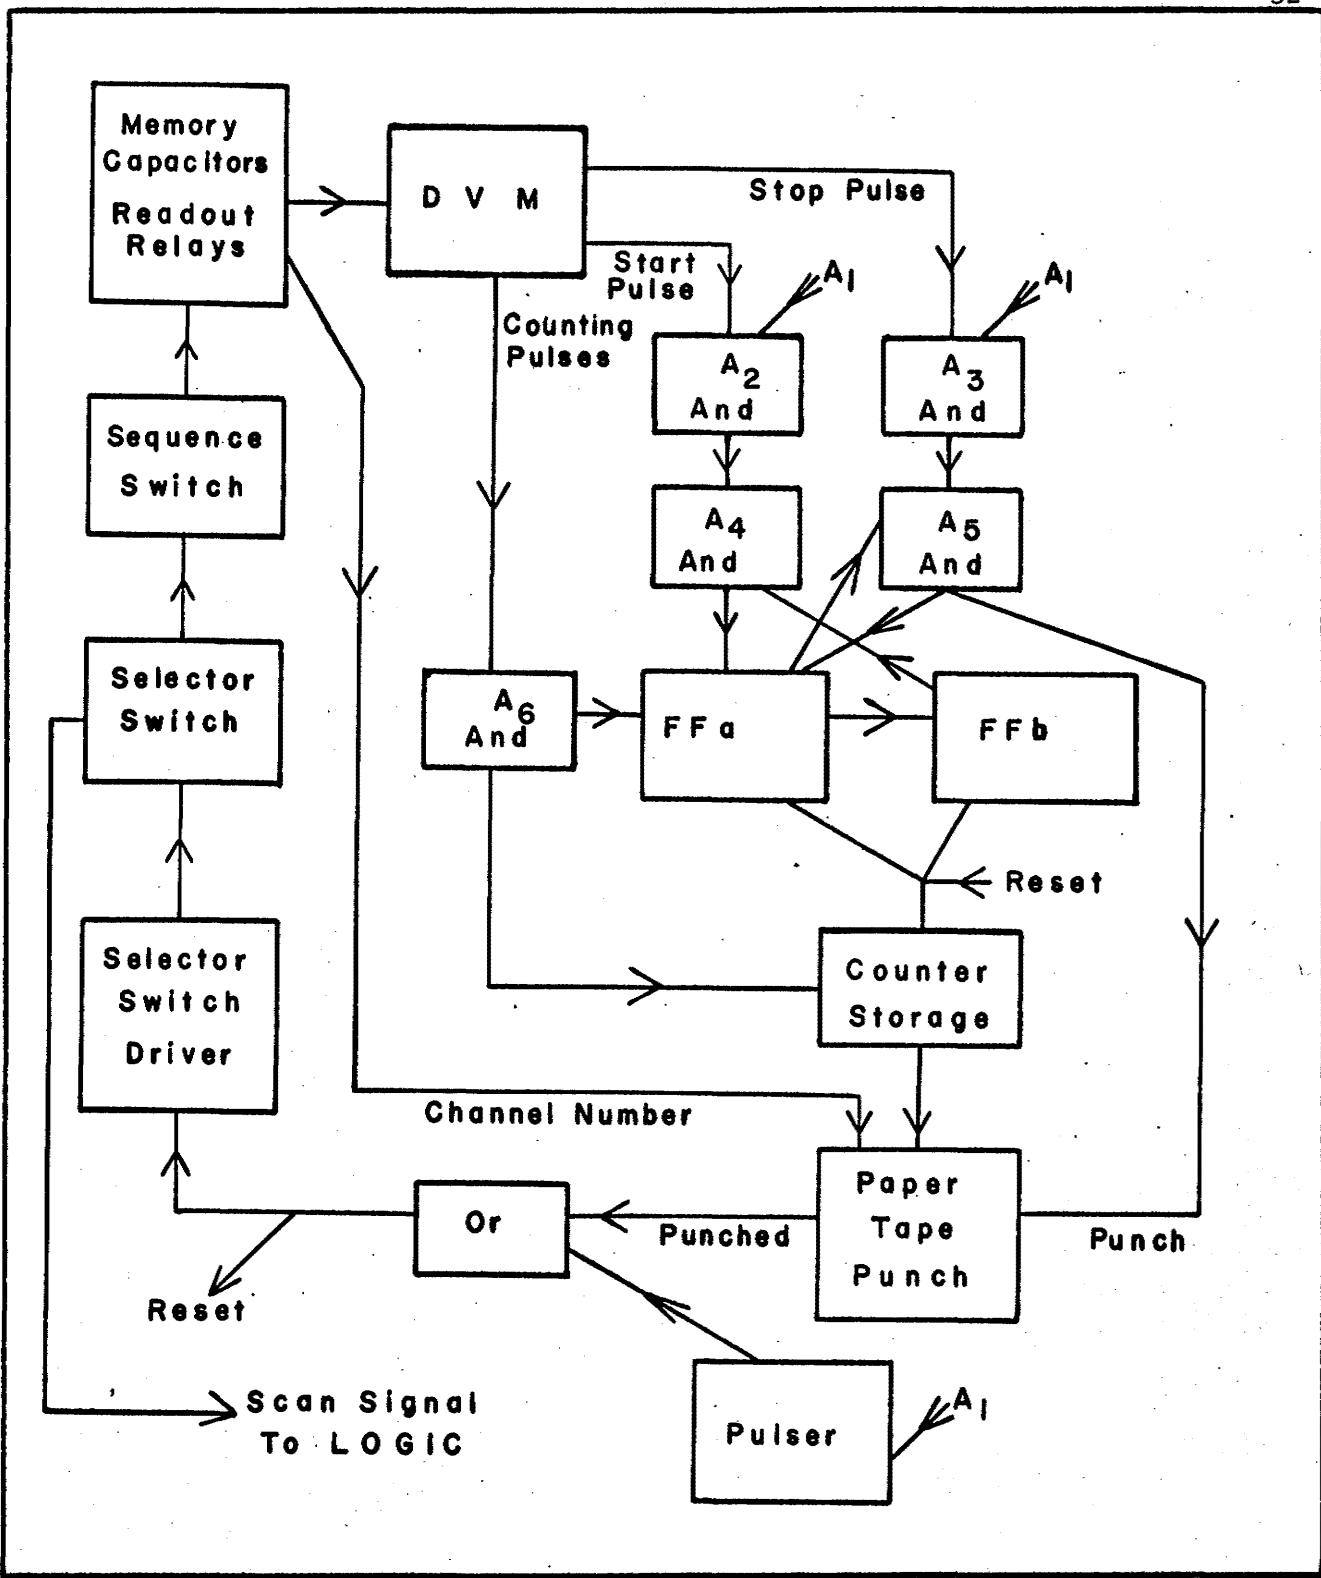 Memory
Capacitors
Readout
Relays
D V M
Stop Pulse
Start
Pulse
A1
A1
Counting
Pulses
A2
And
A3
And
Sequence
Switch
A4
And
A5
And
Selector
Switch
A6
And
FFa
FFb
Reset
Selector
Switch
Driver
Counter
Storage
Channel Number
Paper
Tape
Punch
Or
Punched
Punch
Reset
Scan Signal
To LOGIC
Pulser
A1